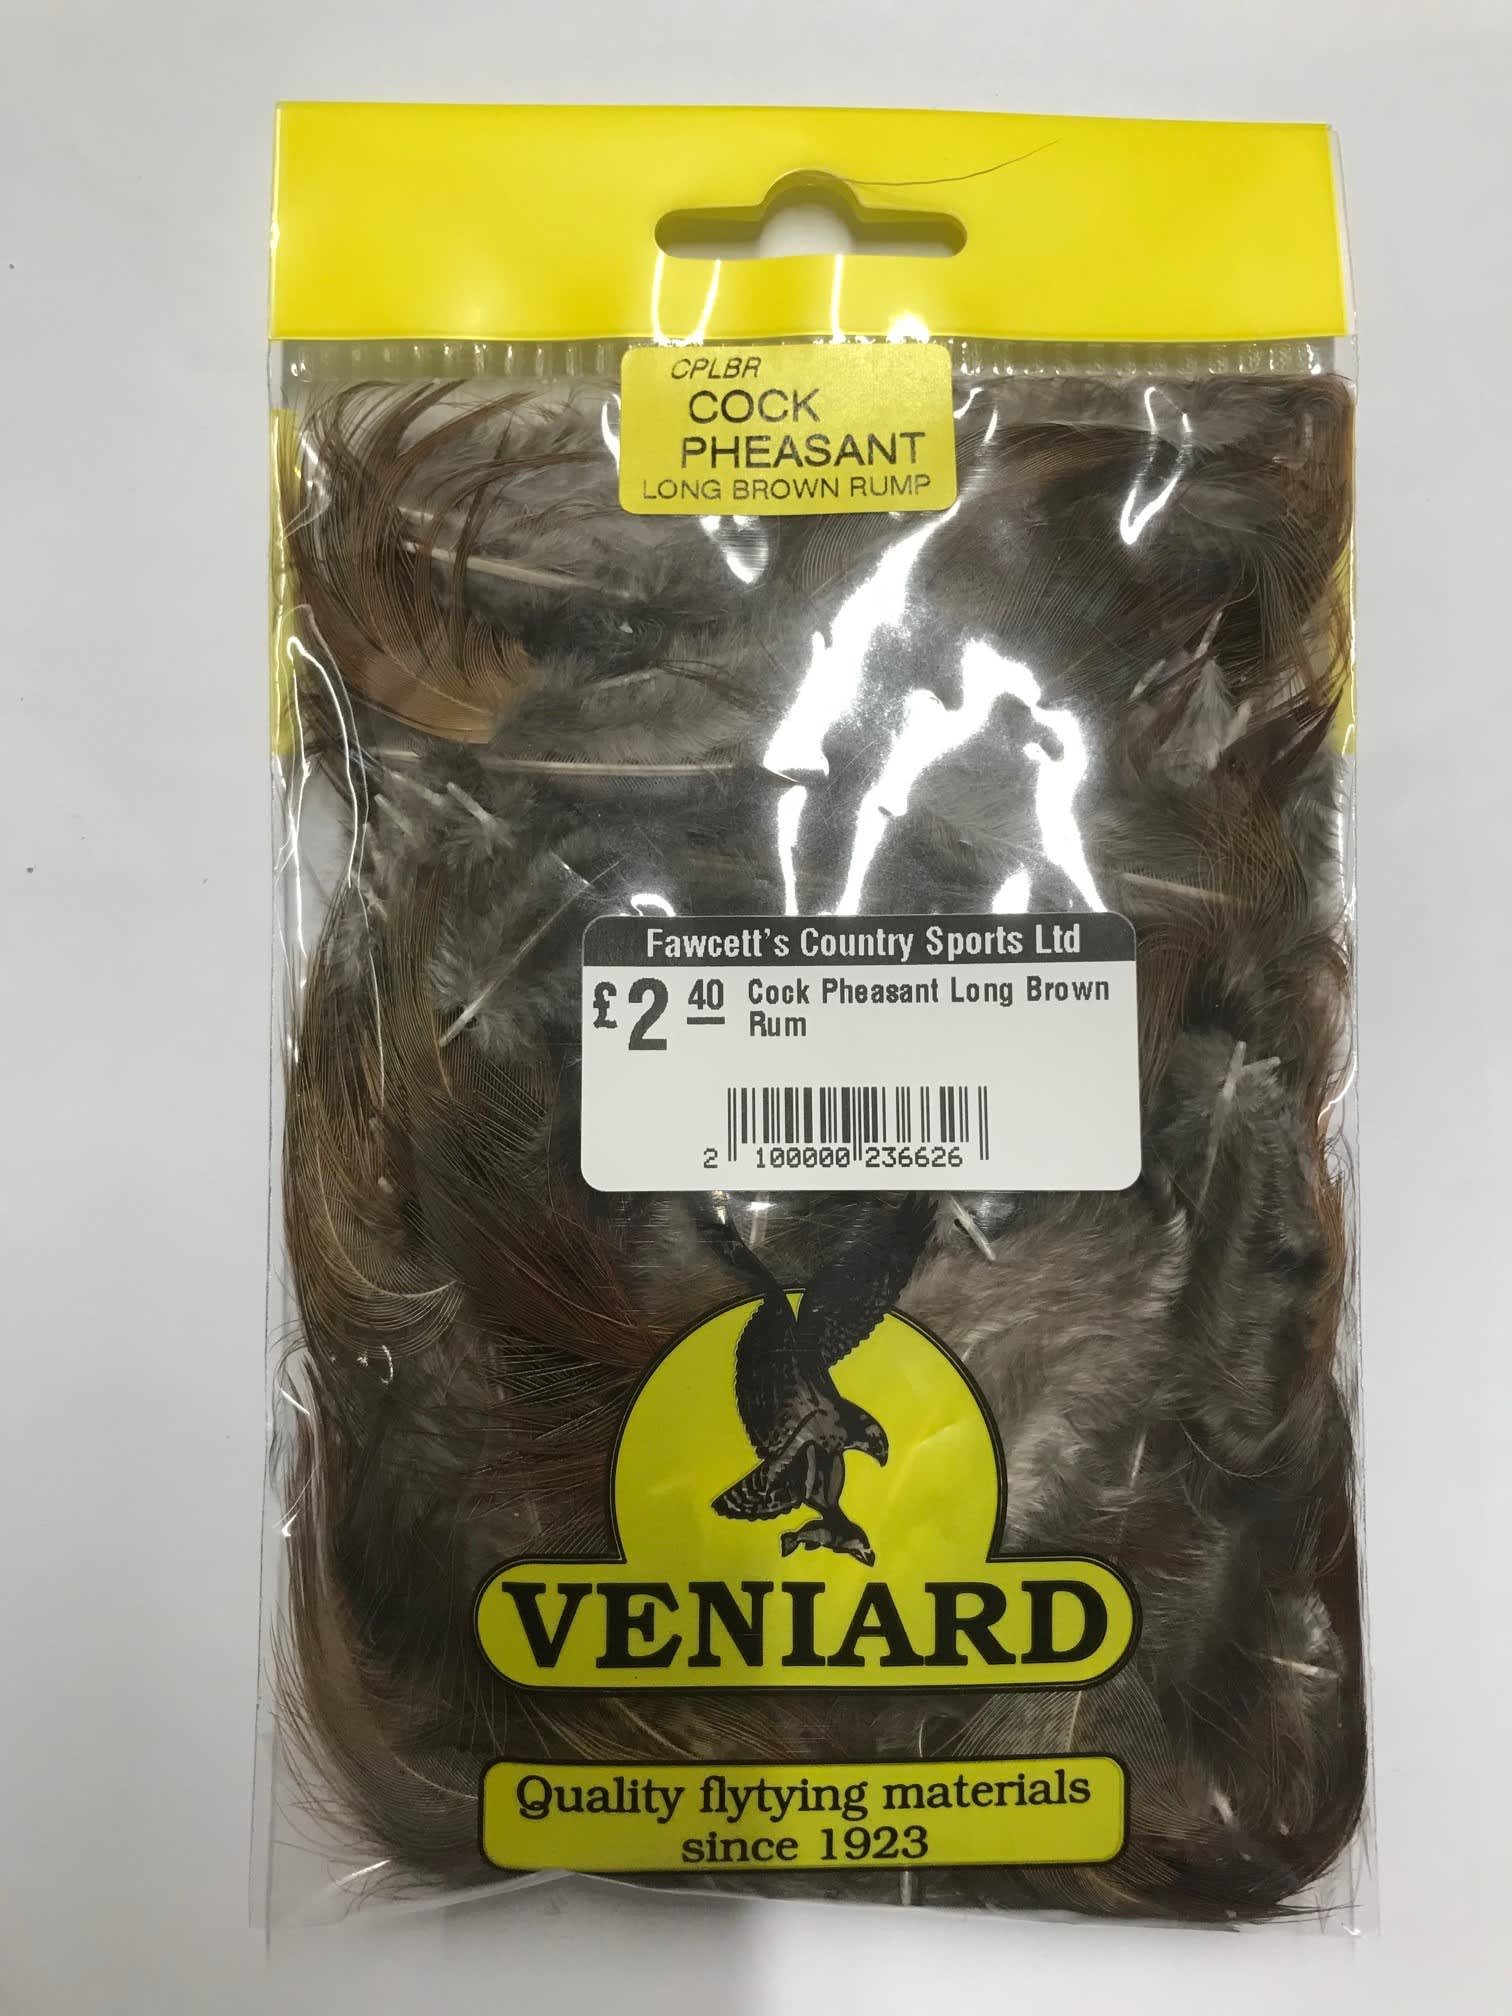 CPLBR
COCK
PHEASANT
LONG BROWN RUMP
Fawcett's Country Sports Ltd
£2 40 Cock Pheasant Long Brown
Rum
2 100000 236626
VENIARD
Quality flytying materials
since 1923